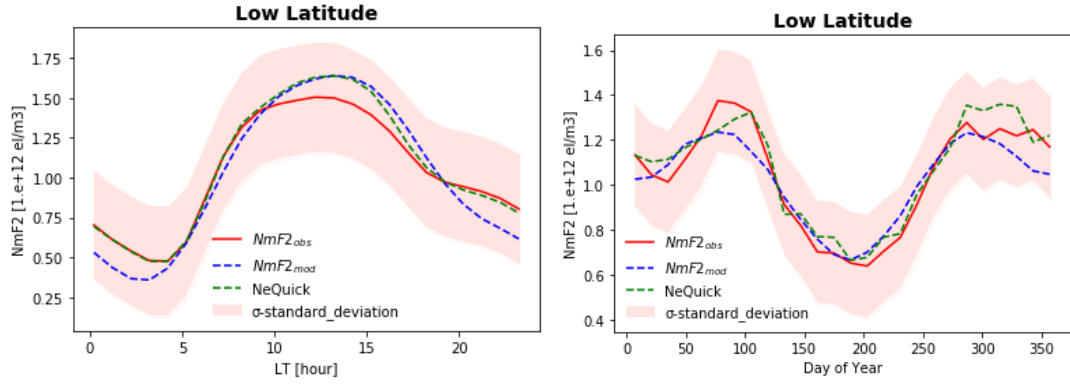 Low Latitude
NmF2 [1.e+12 el/m3]
1.75
1.50
1.25
1.00
0.75
0.50
0.25
NmF2obs
NmF2mod
NeQuick
σ-standard_deviation
0 5 10 15 20
LT [hour]
Low Latitude
NmF2 [1.e+12 el/m3]
1.6
1.4
1.2
1.0
0.8
0.6
0.4
NmF2obs
NmF2mod
NeQuick
σ-standard_deviation
0 50 100 150 200 250 300 350
Day of Year